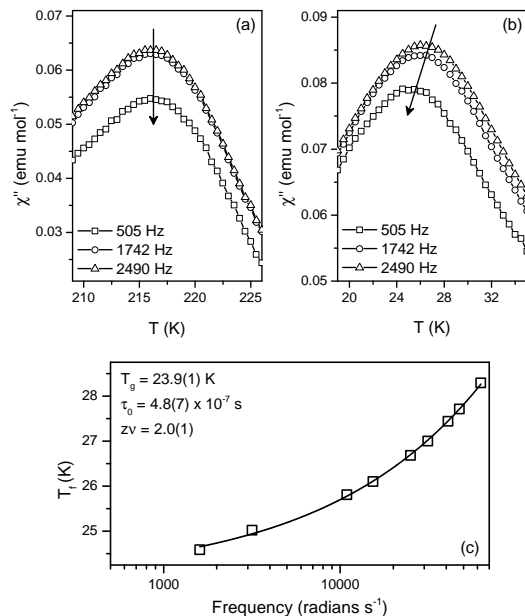 (a)
0.07
0.06
0.05
0.04
0.03
χ'' (emu mol⁻¹)
505 Hz
1742 Hz
2490 Hz
210 215 220 225
T (K)
(b)
0.09
0.08
0.07
0.06
0.05
χ'' (emu mol⁻¹)
505 Hz
1742 Hz
2490 Hz
20 24 28 32
T (K)
T_g = 23.9(1) K
τ₀ = 4.8(7) x 10⁻⁷ s
zν = 2.0(1)
28
27
26
25
T_f (K)
(c)
1000 10000
Frequency (radians s⁻¹)